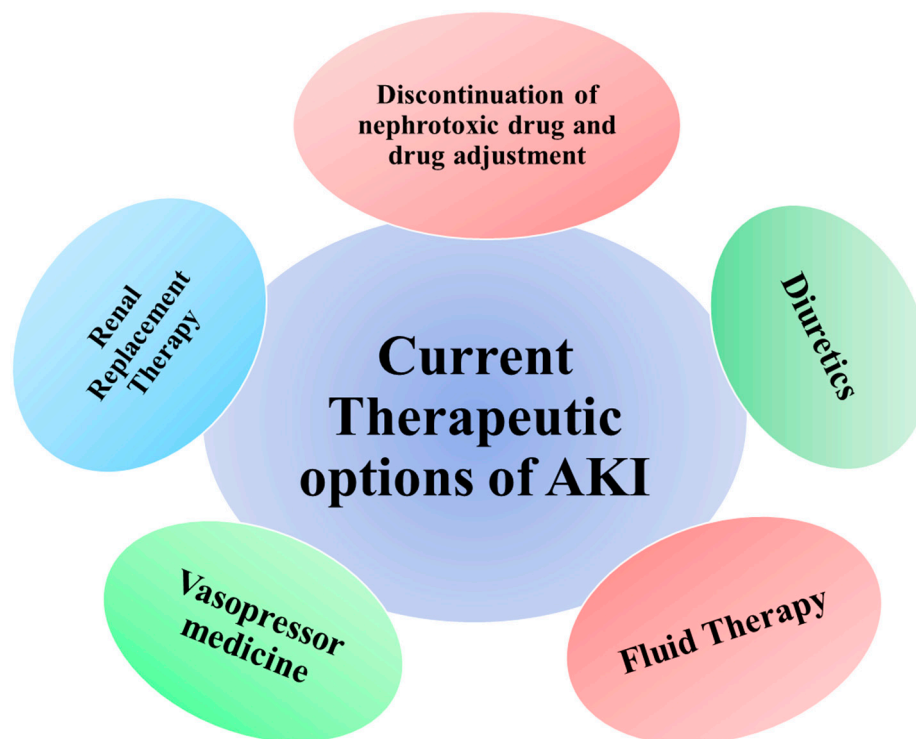 Discontinuation of
nephrotoxic drug and
drug adjustment
Renal
Replacement
Therapy
Diuretics
Current
Therapeutic
options of AKI
Vasopressor
medicine
Fluid Therapy